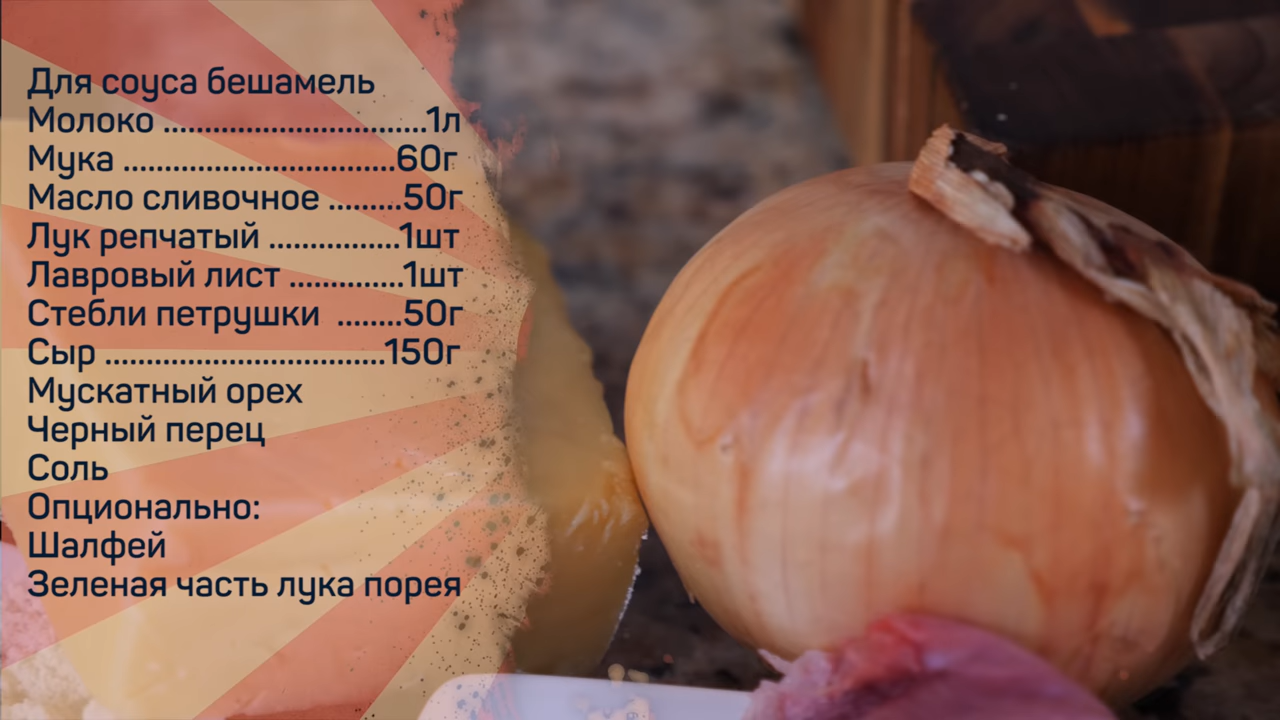 Для соуса бешамель
Молоко ................................1л
Мука .................................60г
Масло сливочное .........50г
Лук репчатый ................1шт
Лавровый лист ..............1шт
Стебли петрушки ........50г
Сыр ..................................150г
Мускатный орех
Черный перец
Соль
Опционально:
Шалфей
Зеленая часть лука порея